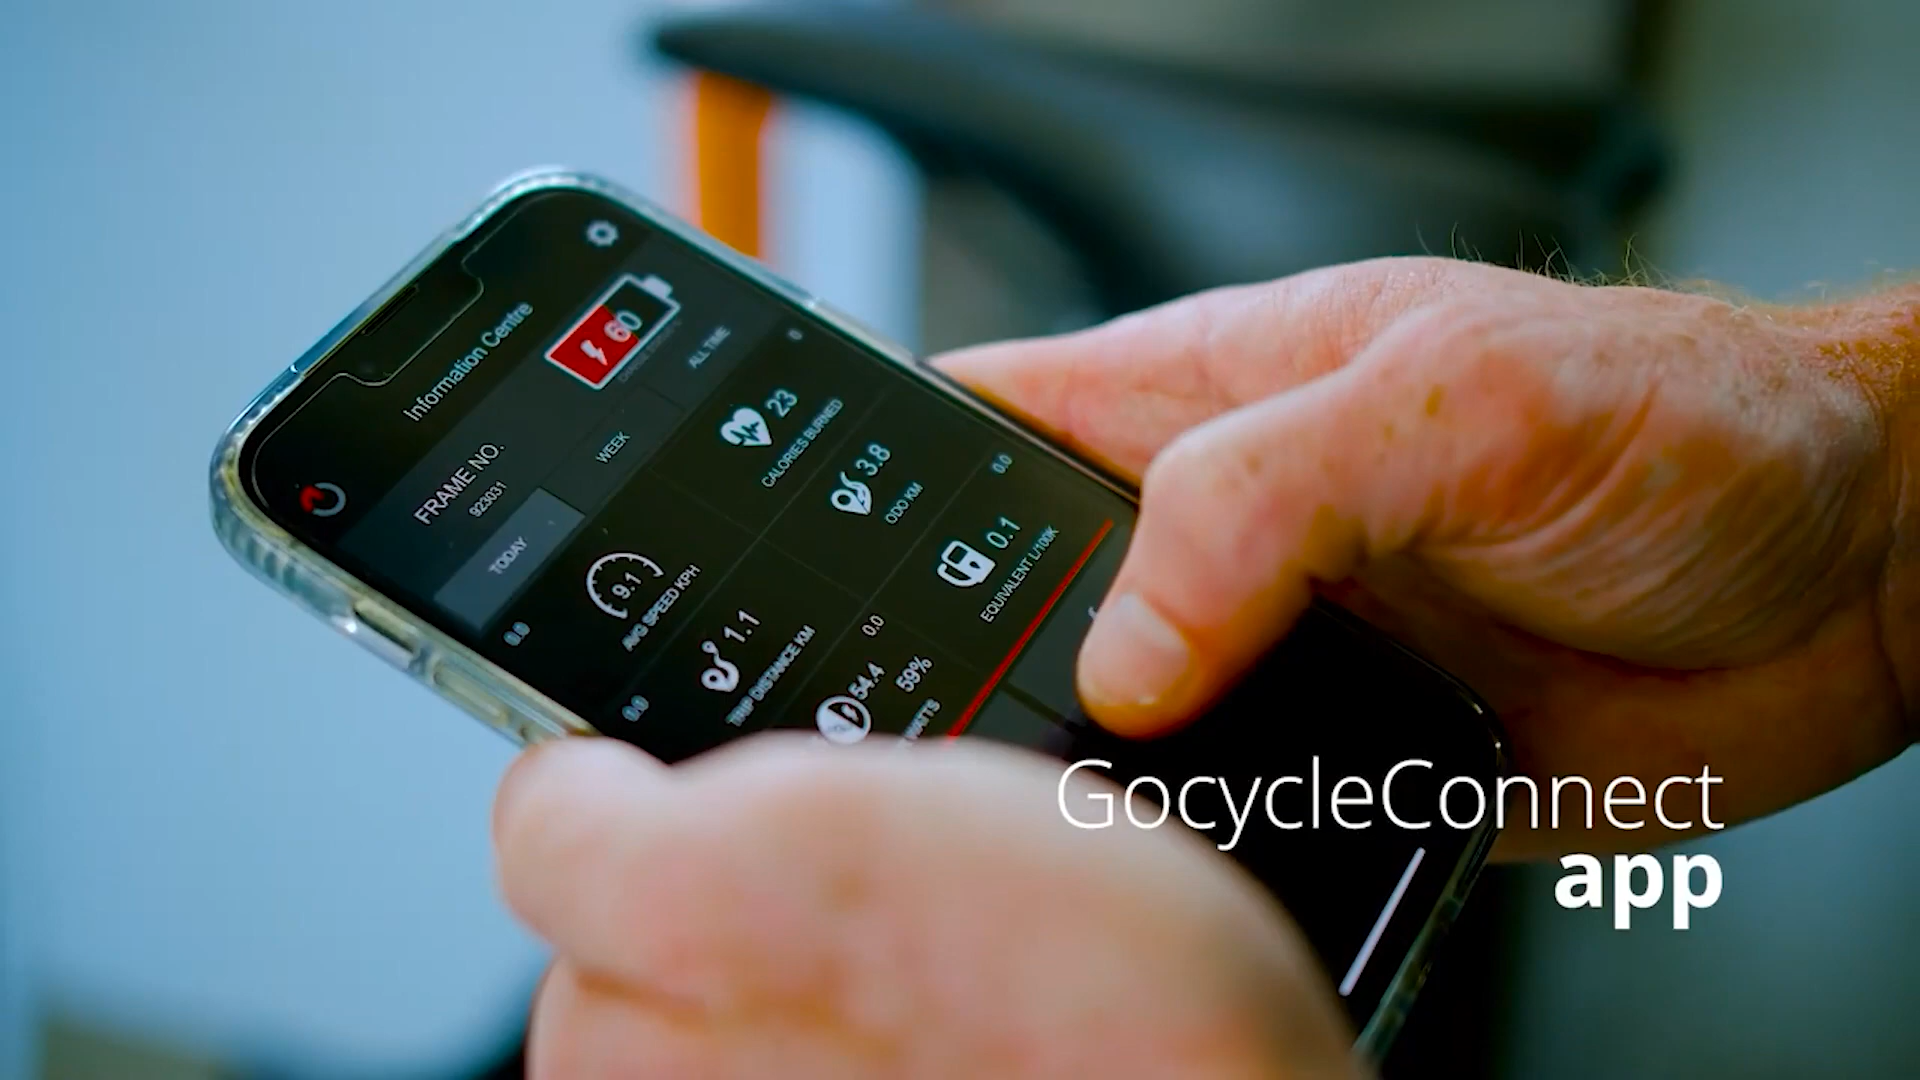 Information Centre
FRAME NO.
923031
60
TODAY
WEEK
ALL TIME
0.0
9.1
AVG SPEED KPH
23
CALORIES BURNED
0
0.0
1.1
TRIP DISTANCE KM
3.8
ODO KM
0.0
54.4
59%
WATTS
0.1
EQUIVALENT L/100K
0.0
GocycleConnect
app